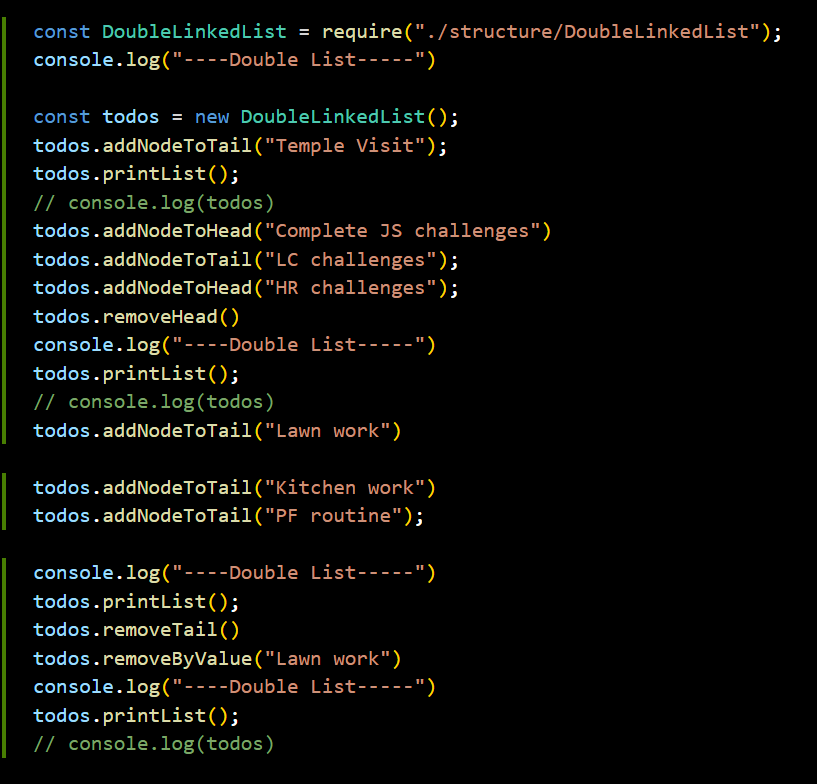 const DoubleLinkedList = require("./structure/DoubleLinkedList");
console.log("----Double List-----")
const todos = new DoubleLinkedList();
todos.addNodeToTail("Temple Visit");
todos.printList();
// console.log(todos)
todos.addNodeToHead("Complete JS challenges")
todos.addNodeToTail("LC challenges");
todos.addNodeToHead("HR challenges");
todos.removeHead()
console.log("----Double List-----")
todos.printList();
// console.log(todos)
todos.addNodeToTail("Lawn work")
todos.addNodeToTail("Kitchen work")
todos.addNodeToTail("PF routine");
console.log("----Double List-----")
todos.printList();
todos.removeTail()
todos.removeByValue("Lawn work")
console.log("----Double List-----")
todos.printList();
// console.log(todos)